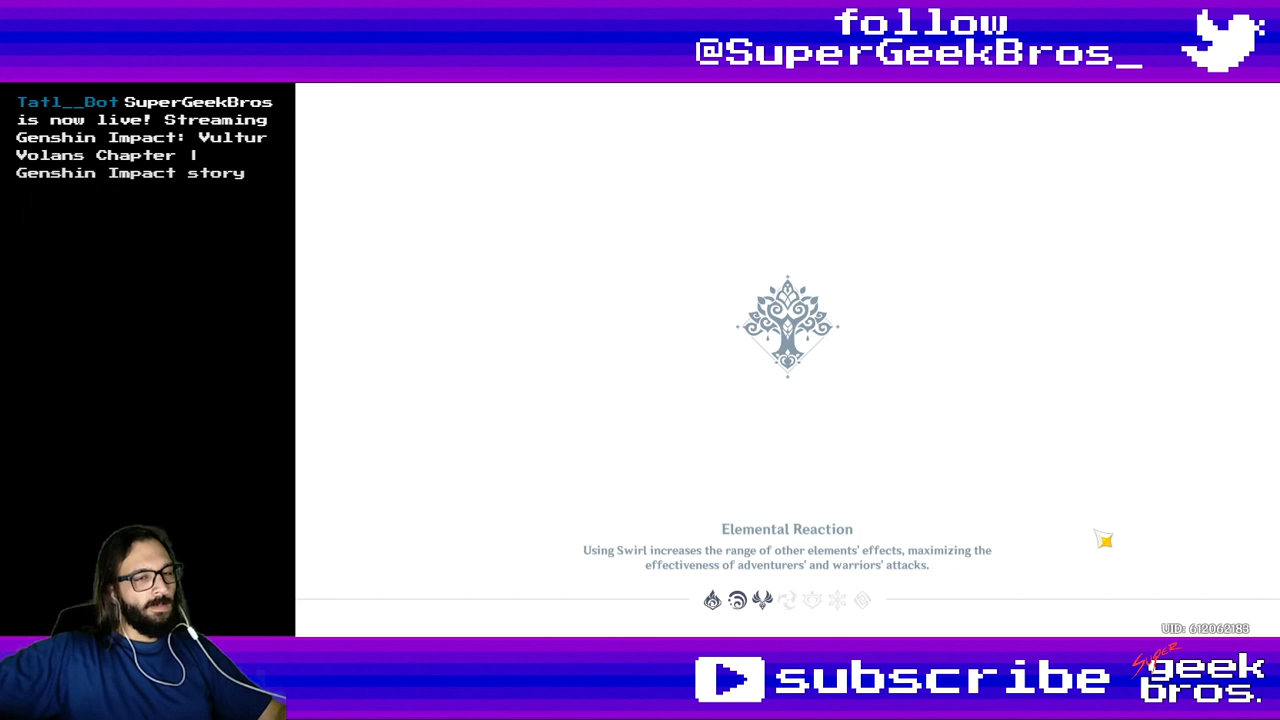 follow
@SuperGeekBros_
Tatl__Bot SuperGeekBros
is now live! Streaming
Genshin Impact: Vultur
Volans Chapter |
Genshin Impact story
Elemental Reaction
Using Swirl increases the range of other elements' effects, maximizing the
effectiveness of adventurers' and warriors' attacks.
UID: 612062183
subscribe
SUPER
geek
bros.